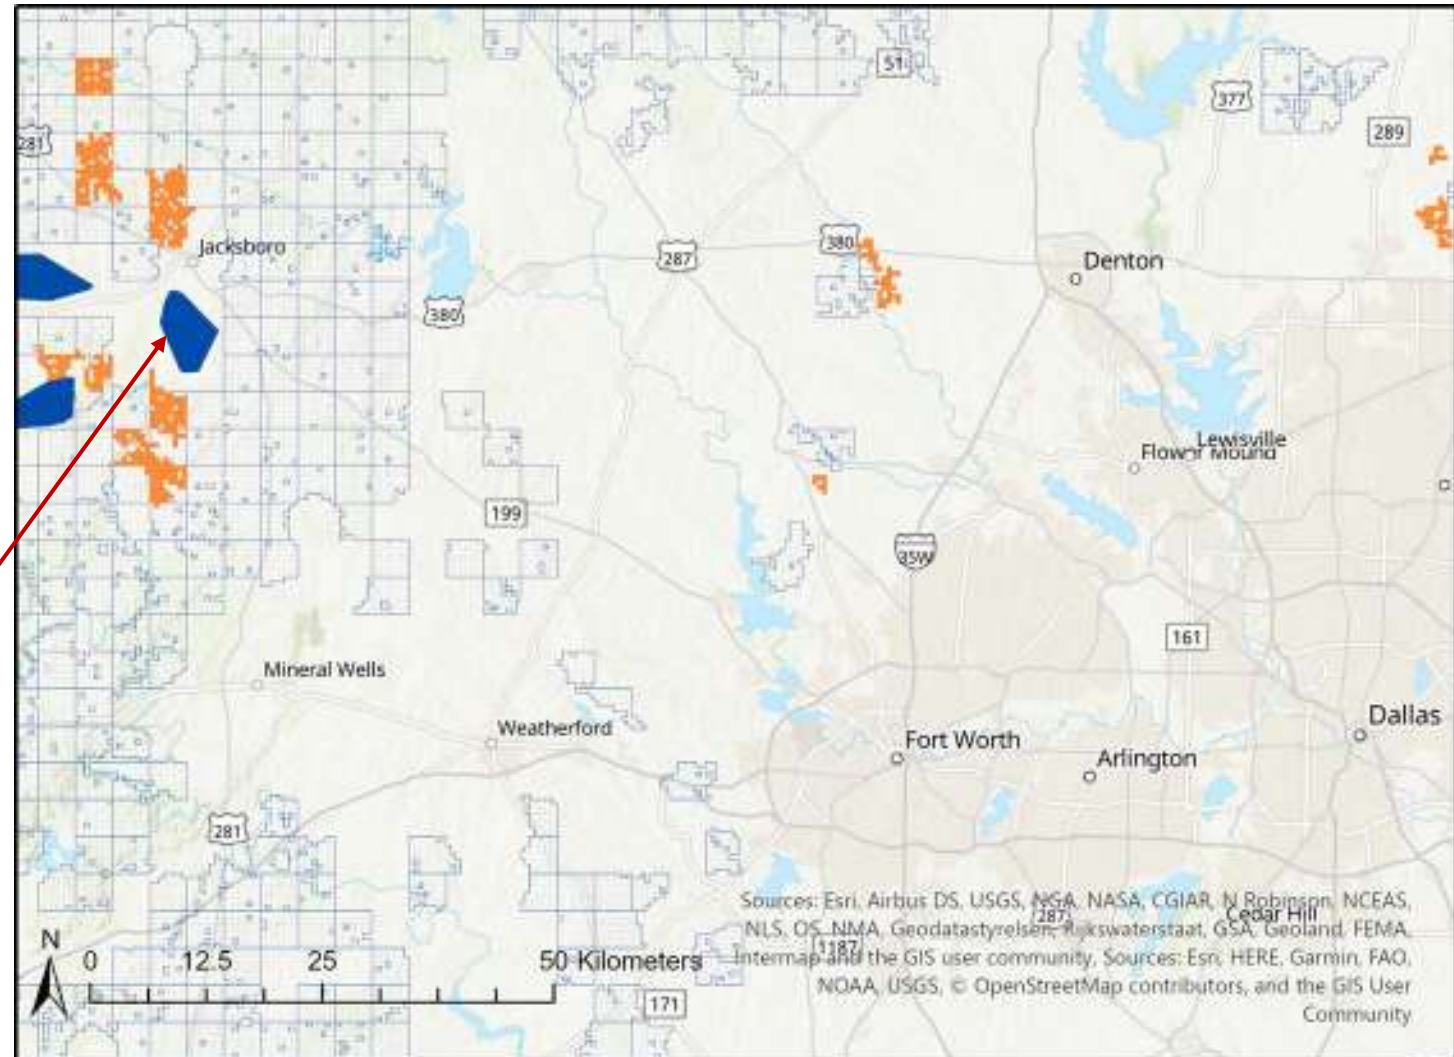 51
377
289
281
Jacksboro
380
287
Denton
380
Lewisville
Flower Mound
199
35W
161
Mineral Wells
Weatherford
Dallas
Fort Worth
Arlington
281
Sources: Esri, Airbus DS, USGS, NGA, NASA, CGIAR, N Robinson, NCEAS,
287
Cedar Hill
NLS, OS, NMA, Geodatastyrelsen, Rijkswaterstaat, GSA, Geoland, FEMA,
1187
Intermap and the GIS user community, Sources: Esri, HERE, Garmin, FAO,
NOAA, USGS, © OpenStreetMap contributors, and the GIS User
Community
N
0 12.5 25 50 Kilometers
171